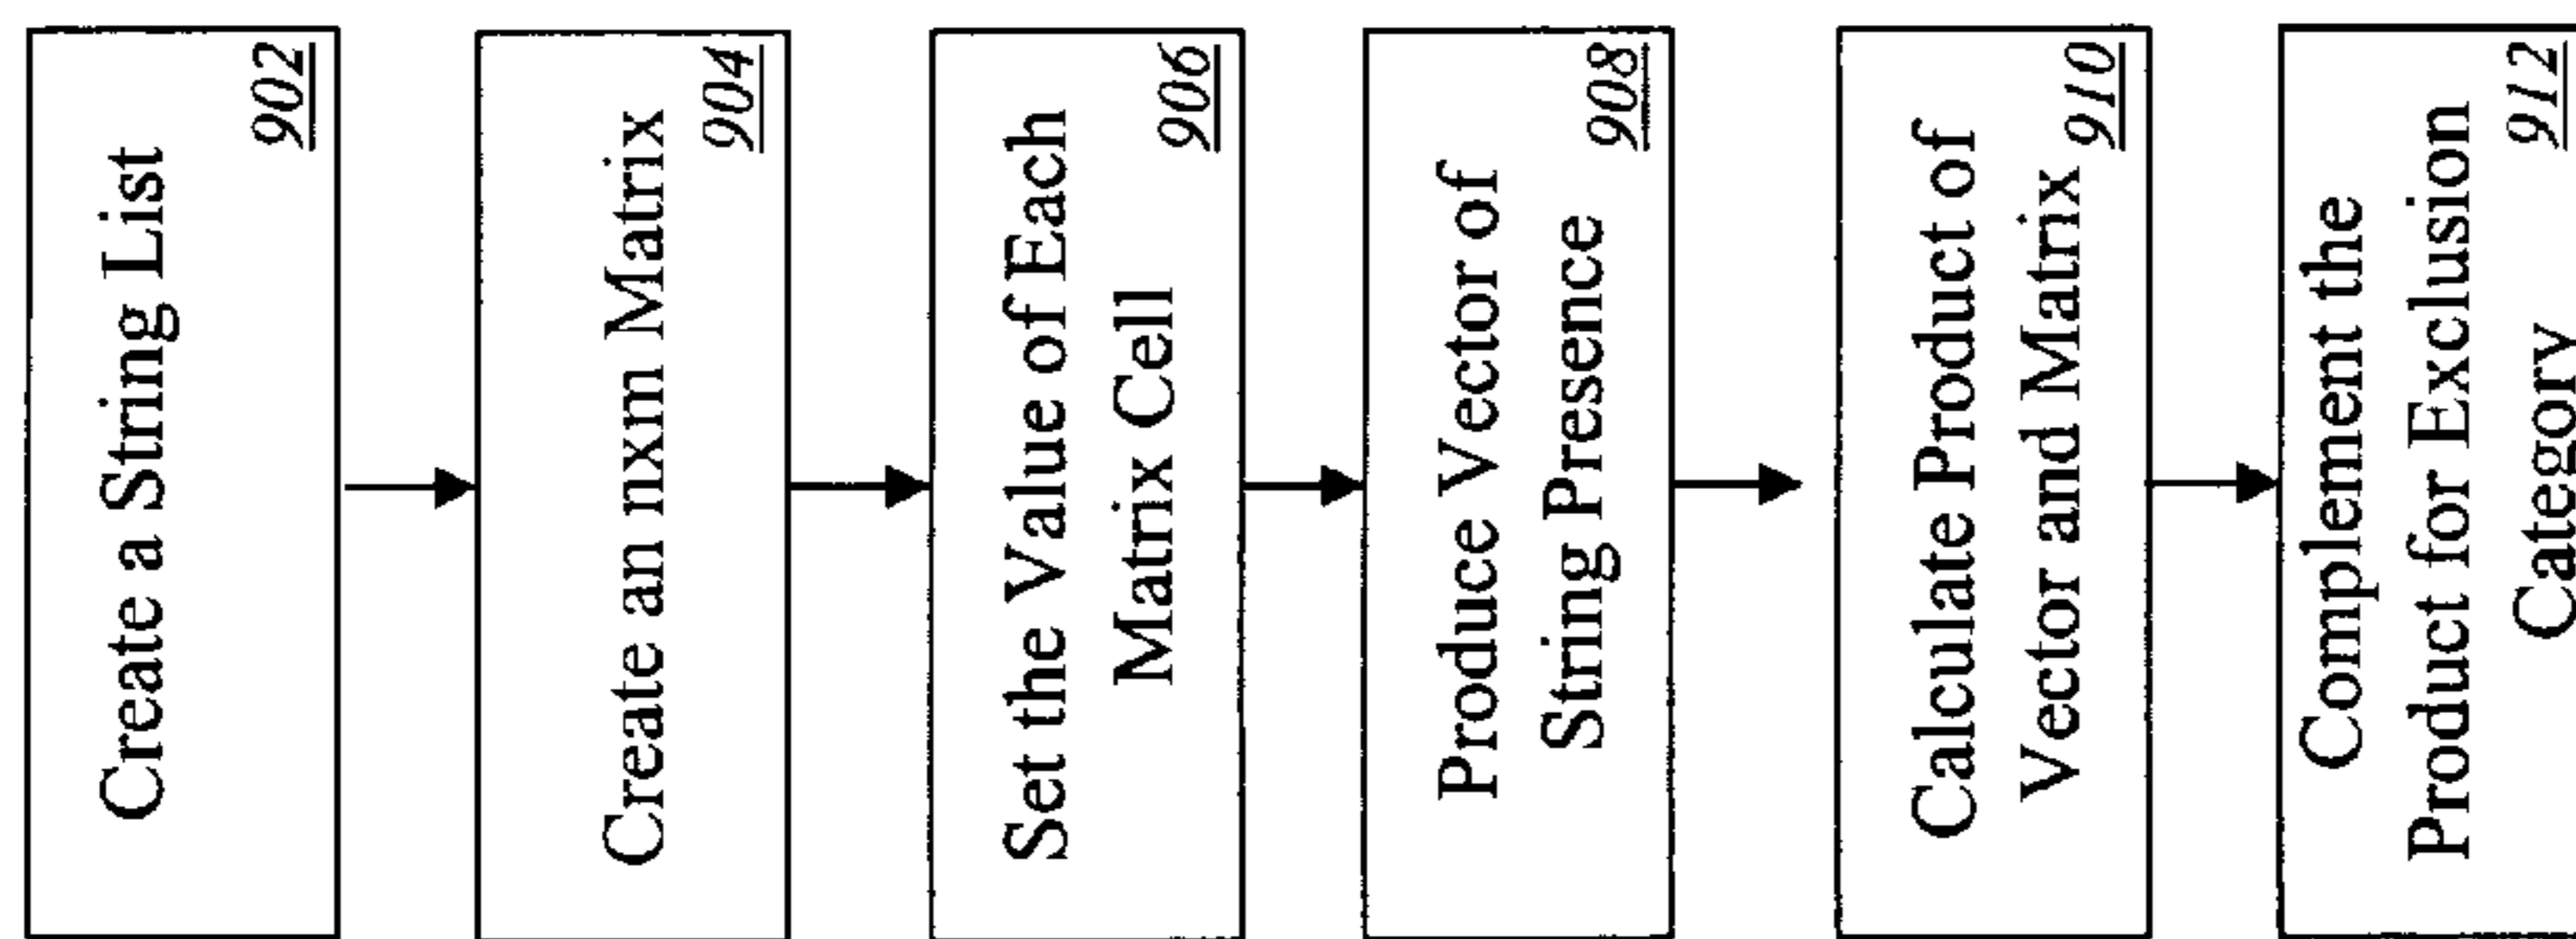 Create a String List
902
Create an nxm Matrix
904
Set the Value of Each
Matrix Cell
906
Produce Vector of
String Presence
908
Calculate Product of
Vector and Matrix
910
Complement the
Product for Exclusion
Category
912